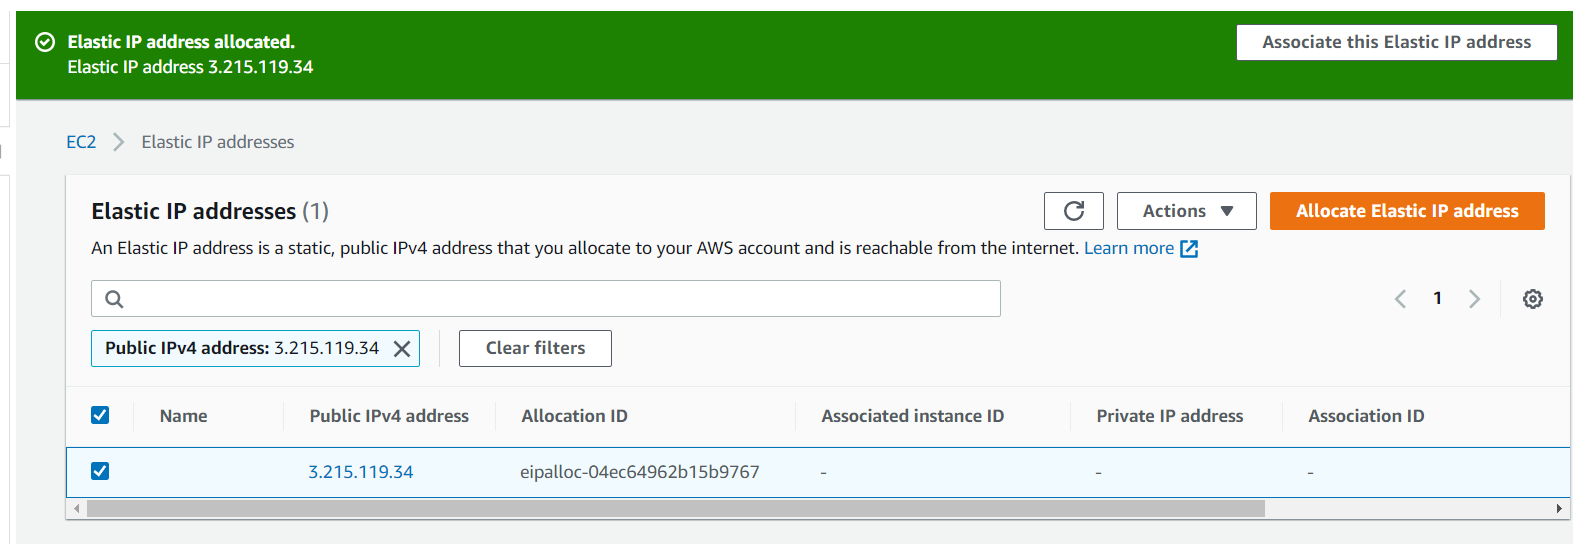 Elastic IP address allocated.
Elastic IP address 3.215.119.34
Associate this Elastic IP address
EC2 Elastic IP addresses
Elastic IP addresses (1)
Actions
Allocate Elastic IP address
An Elastic IP address is a static, public IPv4 address that you allocate to your AWS account and is reachable from the internet. Learn more
1
Public IPv4 address: 3.215.119.34
Clear filters
Name Public IPv4 address Allocation ID Associated instance ID Private IP address Association ID
3.215.119.34 eipalloc-04ec64962b15b9767 - - -